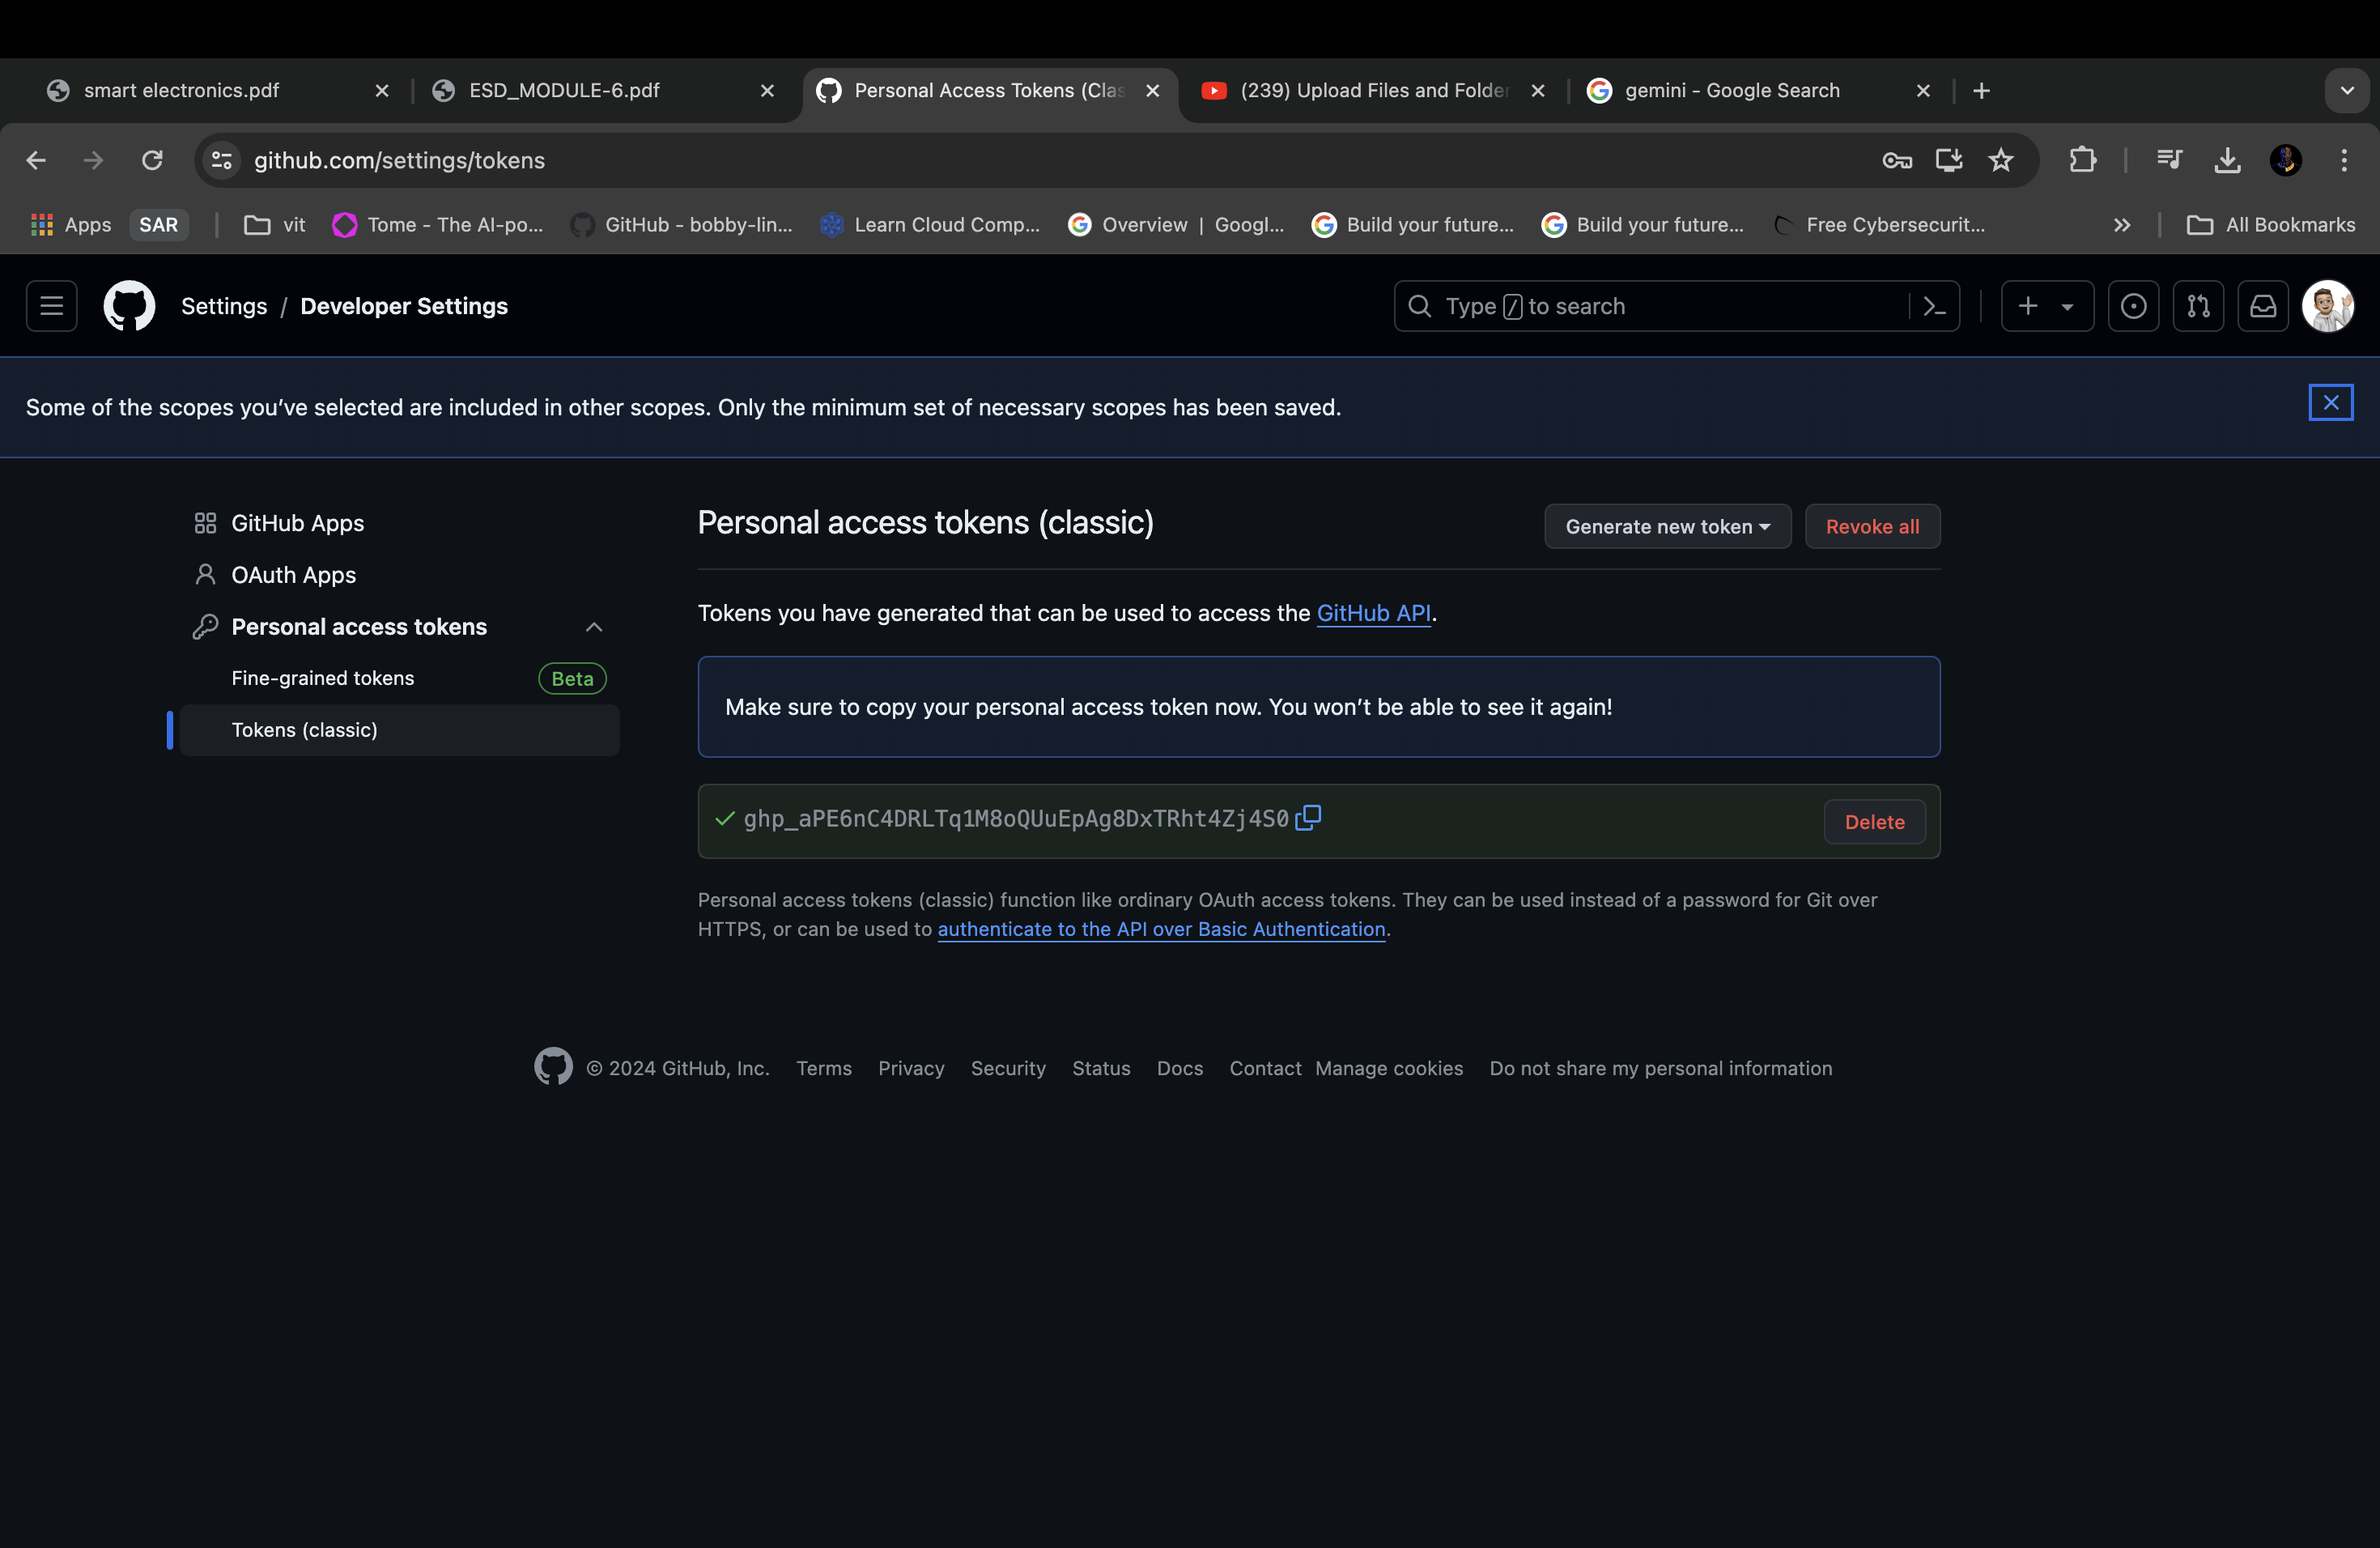 smart electronics.pdf
ESD_MODULE-6.pdf
Personal Access Tokens (Clas
(239) Upload Files and Folder
gemini - Google Search
github.com/settings/tokens
Apps
SAR
vit
Tome - The AI-po...
GitHub - bobby-lin...
Learn Cloud Comp...
Overview | Googl...
Build your future...
Build your future...
Free Cybersecurit...
All Bookmarks
Settings / Developer Settings
Type / to search
Some of the scopes you’ve selected are included in other scopes. Only the minimum set of necessary scopes has been saved.
GitHub Apps
OAuth Apps
Personal access tokens
Fine-grained tokens
Beta
Tokens (classic)
Personal access tokens (classic)
Generate new token
Revoke all
Tokens you have generated that can be used to access the GitHub API.
Make sure to copy your personal access token now. You won’t be able to see it again!
[access token redacted]
Delete
Personal access tokens (classic) function like ordinary OAuth access tokens. They can be used instead of a password for Git over
HTTPS, or can be used to authenticate to the API over Basic Authentication.
© 2024 GitHub, Inc.
Terms
Privacy
Security
Status
Docs
Contact
Manage cookies
Do not share my personal information